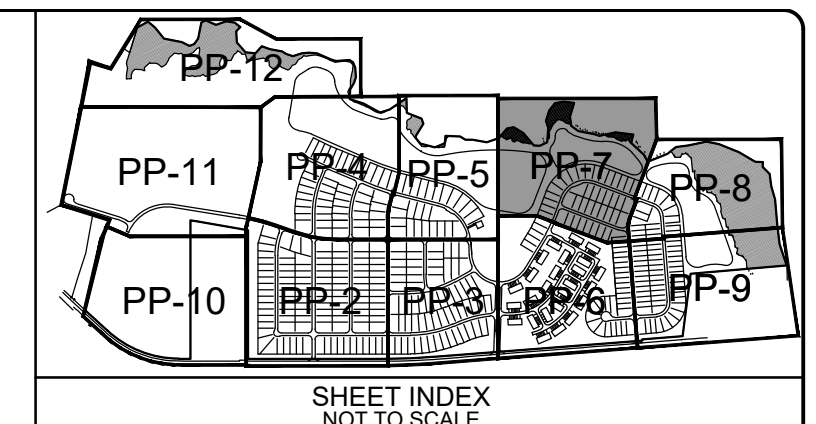 PP-12
PP-11
PP-4
PP-5
PP-7
PP-8
PP-10
PP-2
PP-3
PP-6
PP-9
SHEET INDEX
NOT TO SCALE